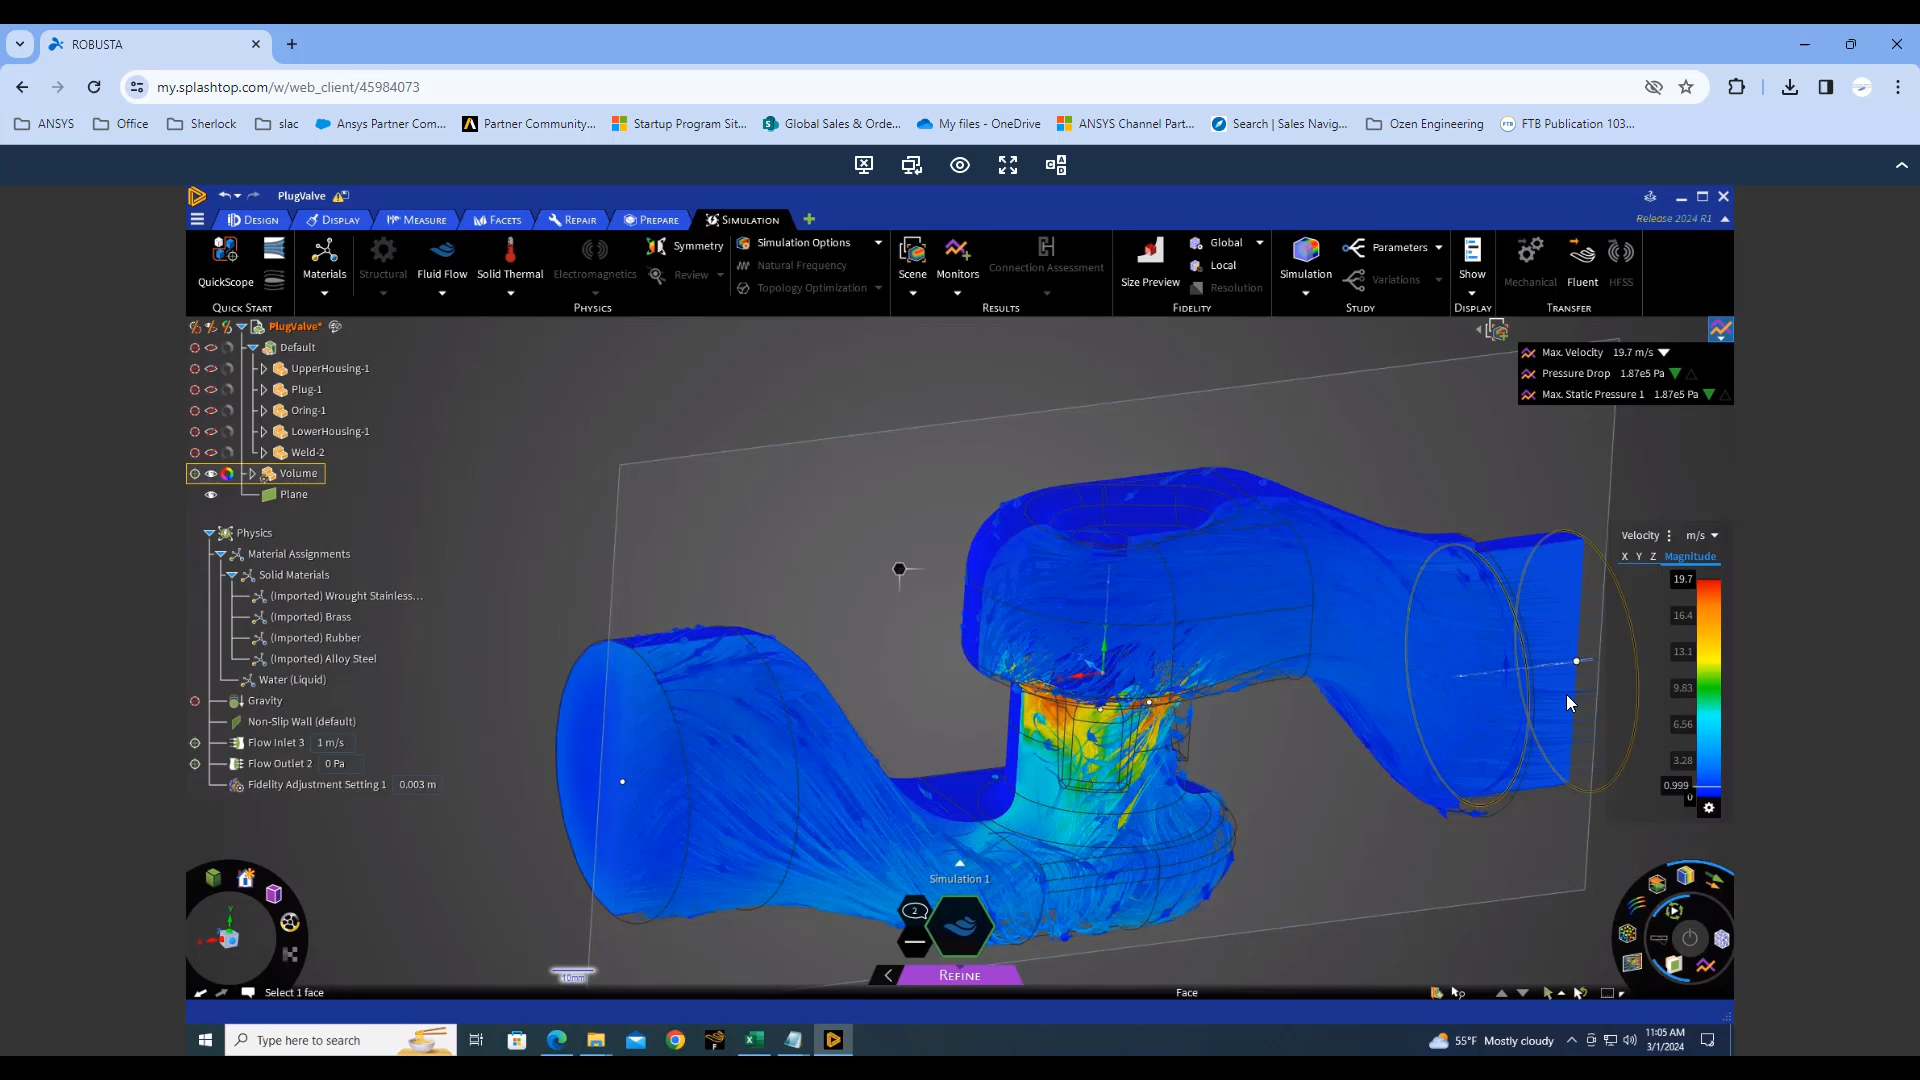 ROBUSTA
my.splashtop.com/w/web_client/45984073
ANSYS Office Sherlock slac Ansys Partner Com... Partner Community... Startup Program Sit... Global Sales & Orde... My files - OneDrive ANSYS Channel Part... Search | Sales Navig... Ozen Engineering FTB Publication 103...
PlugValve
DESIGN DISPLAY MEASURE FACETS REPAIR PREPARE SIMULATION
Release 2024 R1
QuickScope
QUICK START
Materials Structural Fluid Flow Solid Thermal Electromagnetics
Symmetry
Review
PHYSICS
Simulation Options
Natural Frequency
Topology Optimization
Scene Monitors Connection Assessment
RESULTS
Size Preview
Global
Local
Resolution
FIDELITY
Simulation
Parameters
Variations
STUDY
Show
DISPLAY
Mechanical Fluent HFSS
TRANSFER
PlugValve*
Default
UpperHousing-1
Plug-1
Oring-1
LowerHousing-1
Weld-2
Volume
Plane
Physics
Material Assignments
Solid Materials
(Imported) Wrought Stainless...
(Imported) Brass
(Imported) Rubber
(Imported) Alloy Steel
Water (Liquid)
Gravity
Non-Slip Wall (default)
Flow Inlet 3 1 m/s
Flow Outlet 2 0 Pa
Fidelity Adjustment Setting 1 0.003 m
Max. Velocity 19.7 m/s
Pressure Drop 1.87e5 Pa
Max. Static Pressure 1 1.87e5 Pa
Velocity m/s
X Y Z Magnitude
19.7
16.4
13.1
9.83
6.56
3.28
0.999
0
Simulation 1
2
REFINE
10mm
Y
Select 1 face
Face
Type here to search
55°F Mostly cloudy
11:05 AM
3/1/2024